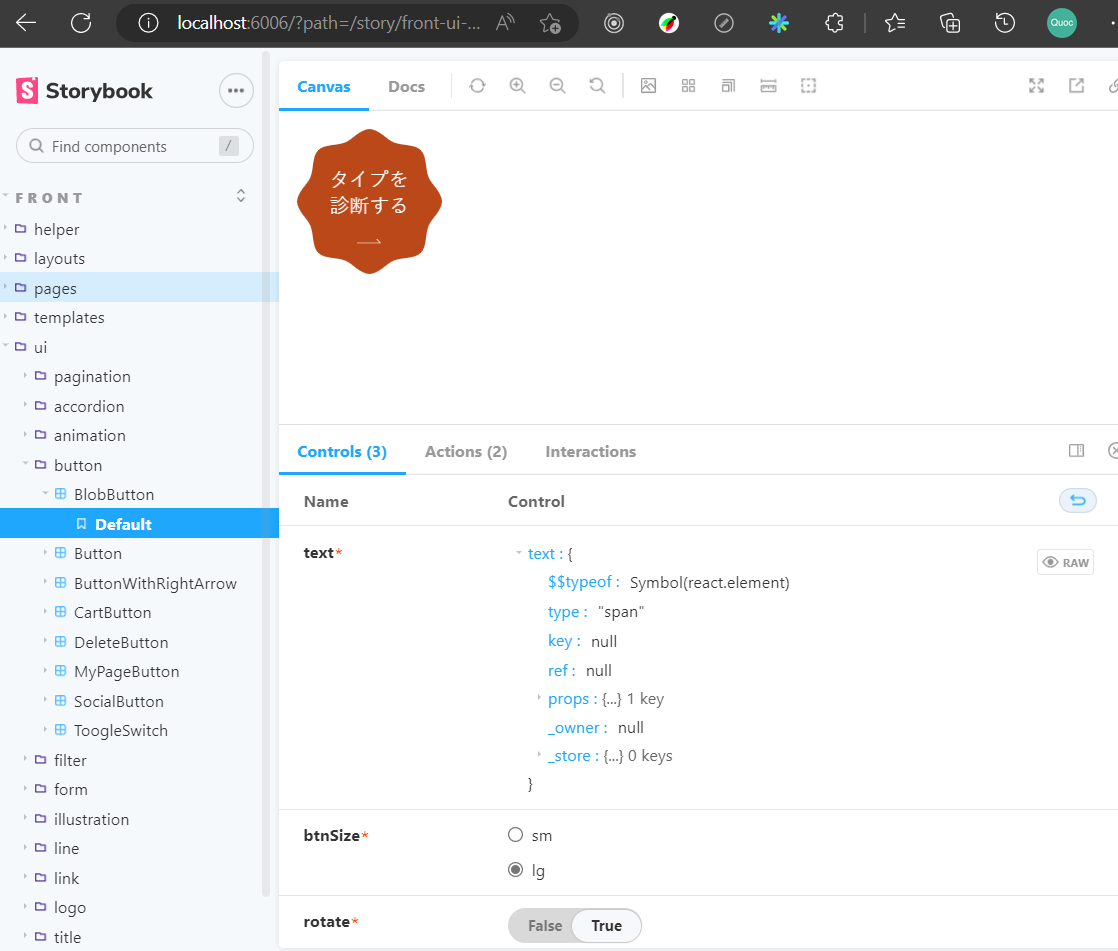 localhost:6006/?path=/story/front-ui-...
A
Quoc
S Storybook
Find components /
FRONT
helper
layouts
pages
templates
ui
pagination
accordion
animation
button
BlobButton
Default
Button
ButtonWithRightArrow
CartButton
DeleteButton
MyPageButton
SocialButton
ToogleSwitch
filter
form
illustration
line
link
logo
title
Canvas Docs
タイプを
診断する
Controls (3) Actions (2) Interactions
Name Control
text* text : {
RAW
$$typeof : Symbol(react.element)
type : "span"
key : null
ref : null
props : {...} 1 key
_owner : null
_store : {...} 0 keys
}
btnSize* sm
lg
rotate* False True